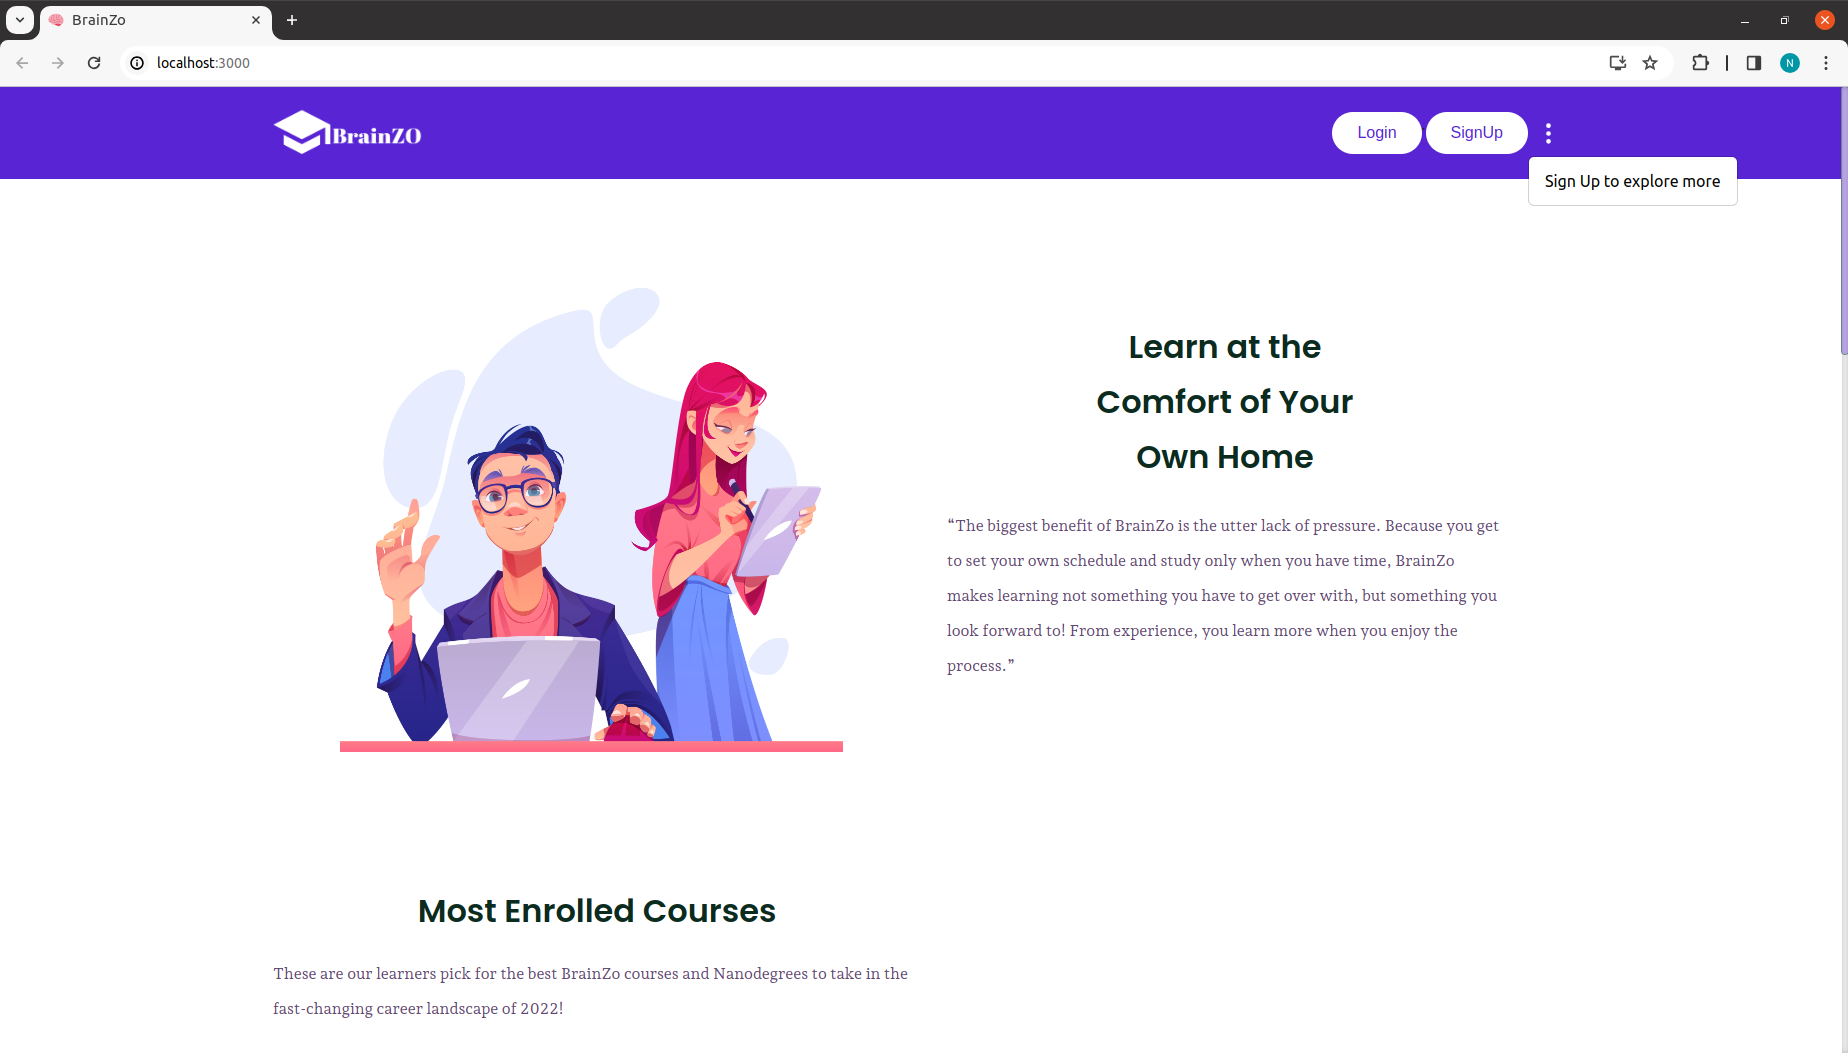 BrainZo
localhost:3000
N
BrainZO
Login
SignUp
Sign Up to explore more
Learn at the
Comfort of Your
Own Home
“The biggest benefit of BrainZo is the utter lack of pressure. Because you get
to set your own schedule and study only when you have time, BrainZo
makes learning not something you have to get over with, but something you
look forward to! From experience, you learn more when you enjoy the
process.”
Most Enrolled Courses
These are our learners pick for the best BrainZo courses and Nanodegrees to take in the
fast-changing career landscape of 2022!